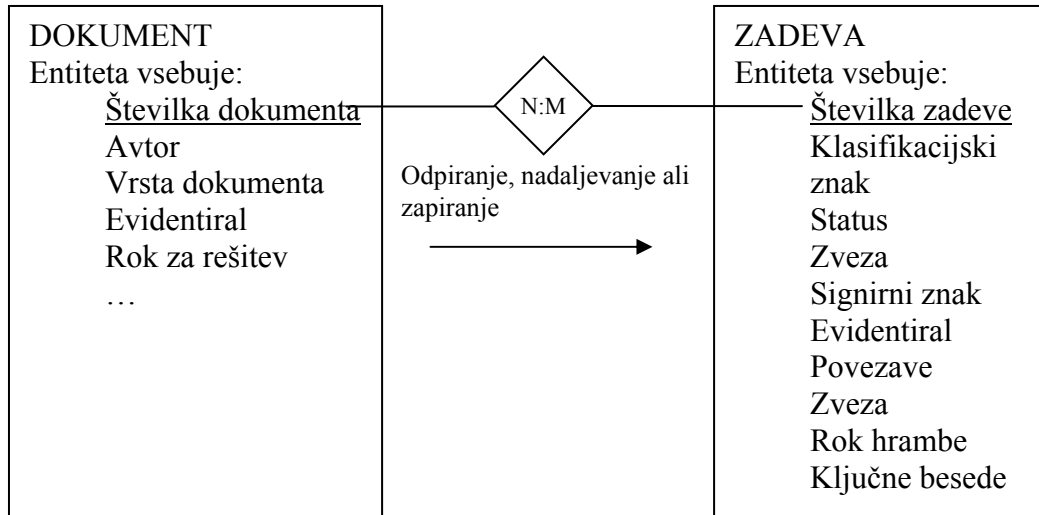 DOKUMENT
Entiteta vsebuje:
Številka dokumenta
Avtor
Vrsta dokumenta
Evidentiral
Rok za rešitev
…
N:M
Odpiranje, nadaljevanje ali
zapiranje
ZADEVA
Entiteta vsebuje:
Številka zadeve
Klasifikacijski
znak
Status
Zveza
Signirni znak
Evidentiral
Povezave
Zveza
Rok hrambe
Ključne besede